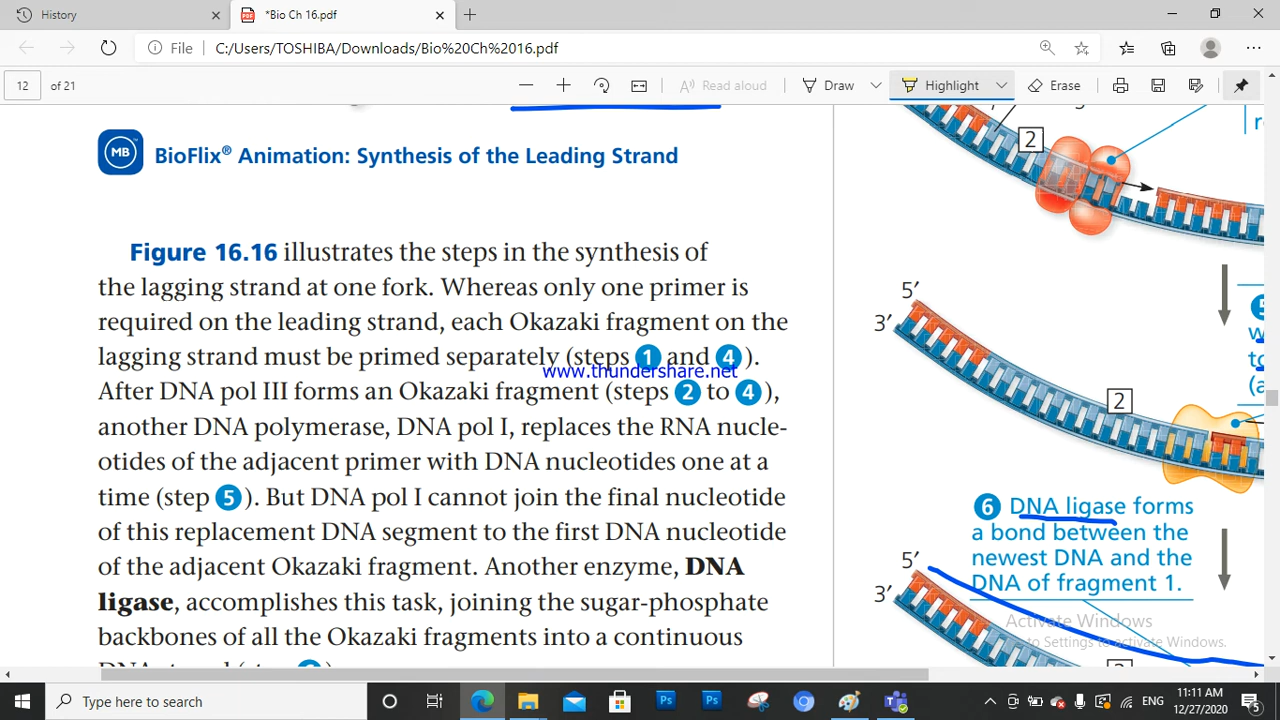 History
*Bio Ch 16.pdf
File
C:/Users/TOSHIBA/Downloads/Bio%20Ch%2016.pdf
12 of 21
Read aloud
Draw
Highlight
Erase
MB
BioFlix® Animation: Synthesis of the Leading Strand
Figure 16.16 illustrates the steps in the synthesis of
the lagging strand at one fork. Whereas only one primer is
required on the leading strand, each Okazaki fragment on the
lagging strand must be primed separately (steps 1 and 4).
www.thundershare.net
After DNA pol III forms an Okazaki fragment (steps 2 to 4),
another DNA polymerase, DNA pol I, replaces the RNA nucle-
otides of the adjacent primer with DNA nucleotides one at a
time (step 5). But DNA pol I cannot join the final nucleotide
of this replacement DNA segment to the first DNA nucleotide
of the adjacent Okazaki fragment. Another enzyme, DNA
ligase, accomplishes this task, joining the sugar-phosphate
backbones of all the Okazaki fragments into a continuous
2
5′
3′
2
6 DNA ligase forms
a bond between the
newest DNA and the
DNA of fragment 1.
5′
3′
Activate Windows
to Settings to activate Windows.
Type here to search
Ps
Ps
ENG
11:11 AM
12/27/2020
5